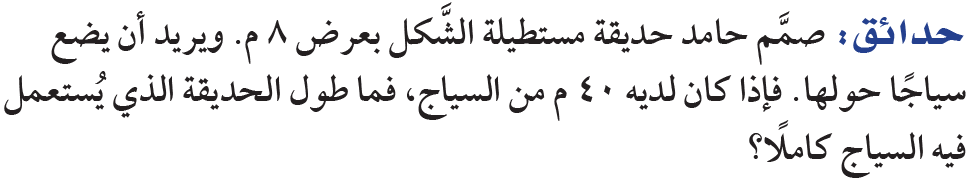 حدائق: صمَّم حامد حديقة مستطيلة الشَّكل بعرض ٨ م. ويريد أن يضع
سياجًا حولها. فإذا كان لديه ٤٠ م من السياج، فما طول الحديقة الذي يُستعمل
فيه السياج كاملًا؟